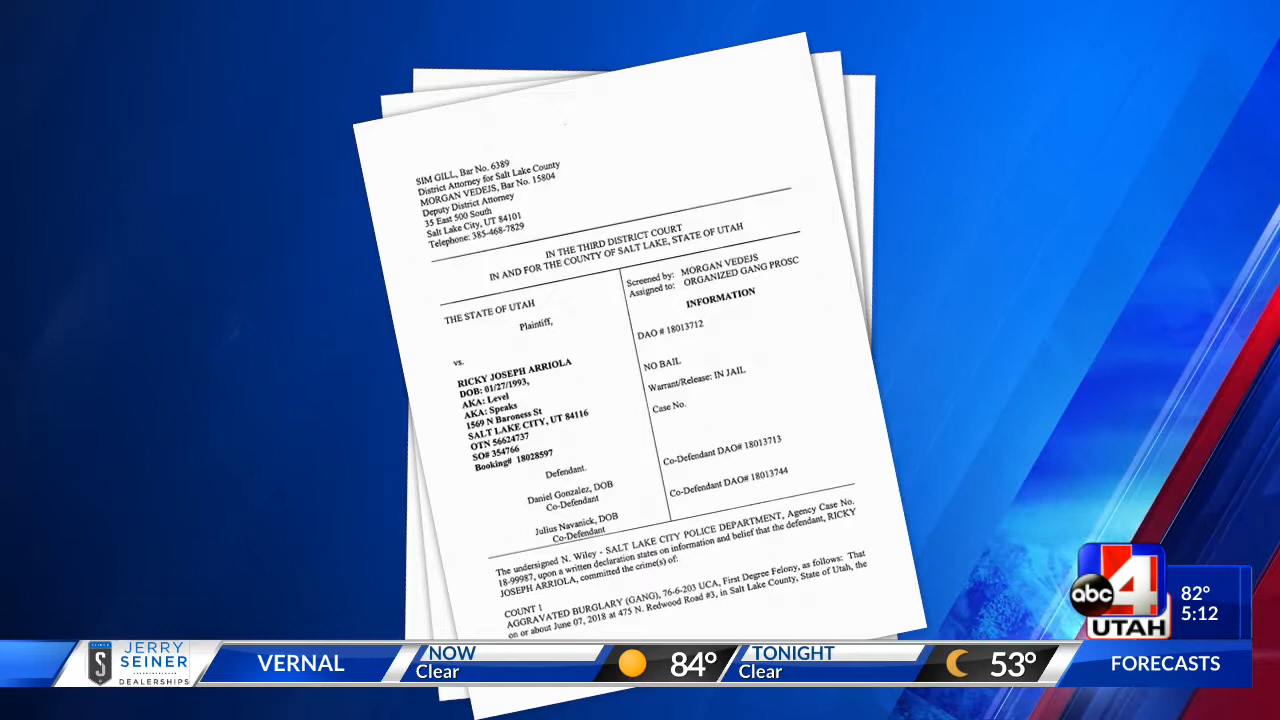 SIM GILL, Bar No. 6389
District Attorney for Salt Lake County
MORGAN VEDEJS, Bar No. 15804
Deputy District Attorney
35 East 500 South
Salt Lake City, UT 84101
Telephone: 385-468-7829
IN THE THIRD DISTRICT COURT
IN AND FOR THE COUNTY OF SALT LAKE, STATE OF UTAH
THE STATE OF UTAH
Plaintiff,
vs.
RICKY JOSEPH ARRIOLA
DOB: 01/27/1993,
AKA: Level
AKA: Speaks
1569 N Baroness St
SALT LAKE CITY, UT 84116
OTN 56624737
SO# 354766
Booking# 18028597
Defendant.
Daniel Gonzalez, DOB
Co-Defendant
Julius Navanick, DOB
Co-Defendant
Screened by: MORGAN VEDEJS
Assigned to: ORGANIZED GANG PROSC
INFORMATION
DAO # 18013712
NO BAIL
Warrant/Release: IN JAIL
Case No.
Co-Defendant DAO# 18013713
Co-Defendant DAO# 18013744
The undersigned N. Wiley - SALT LAKE CITY POLICE DEPARTMENT, Agency Case No.
18-99987, upon a written declaration states on information and belief that the defendant, RICKY
JOSEPH ARRIOLA, committed the crime(s) of:
COUNT 1
AGGRAVATED BURGLARY (GANG), 76-6-203 UCA, First Degree Felony, as follows: That
on or about June 07, 2018 at 475 N. Redwood Road #3, in Salt Lake County, State of Utah, the
abc
4
UTAH
82°
5:12
SEINER
S
JERRY
SEINER
DEALERSHIPS
VERNAL
NOW
Clear
84°
TONIGHT
Clear
53°
FORECASTS